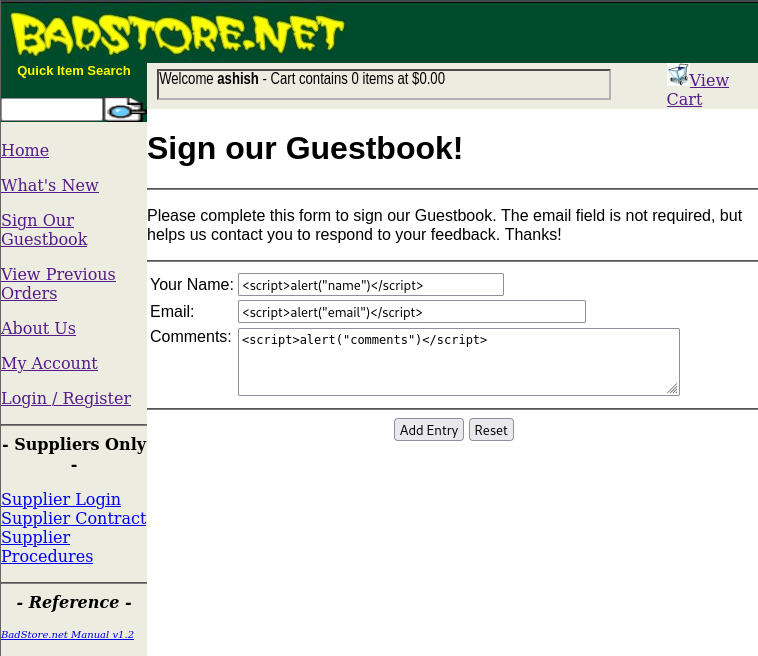 BADSTORE.NET
Quick Item Search
Welcome ashish - Cart contains 0 items at $0.00
View
Cart
Home
What's New
Sign Our
Guestbook
View Previous
Orders
About Us
My Account
Login / Register
- Suppliers Only
-
Supplier Login
Supplier Contract
Supplier
Procedures
- Reference -
BadStore.net Manual v1.2
Sign our Guestbook!
Please complete this form to sign our Guestbook. The email field is not required, but
helps us contact you to respond to your feedback. Thanks!
Your Name: <script>alert("name")</script>
Email: <script>alert("email")</script>
Comments: <script>alert("comments")</script>
Add Entry Reset